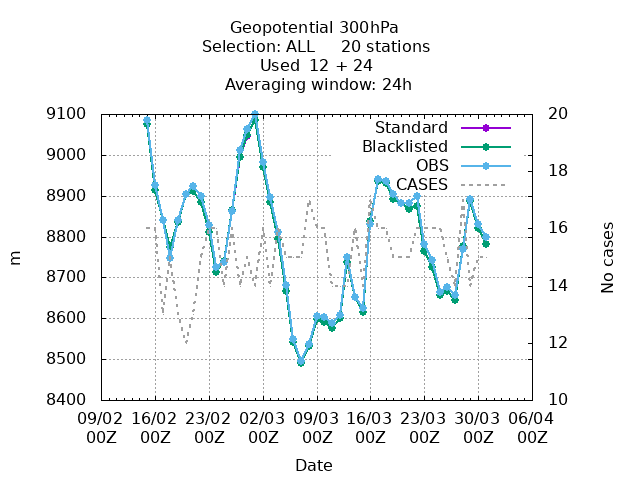 Geopotential 300hPa
Selection: ALL 20 stations
Used 12 + 24
Averaging window: 24h
9100
9000
8900
8800
8700
8600
8500
8400
m
Standard
Blacklisted
OBS
CASES
20
18
16
14
12
10
No cases
09/02 16/02 23/02 02/03 09/03 16/03 23/03 30/03 06/04
00Z 00Z 00Z 00Z 00Z 00Z 00Z 00Z 00Z
Date